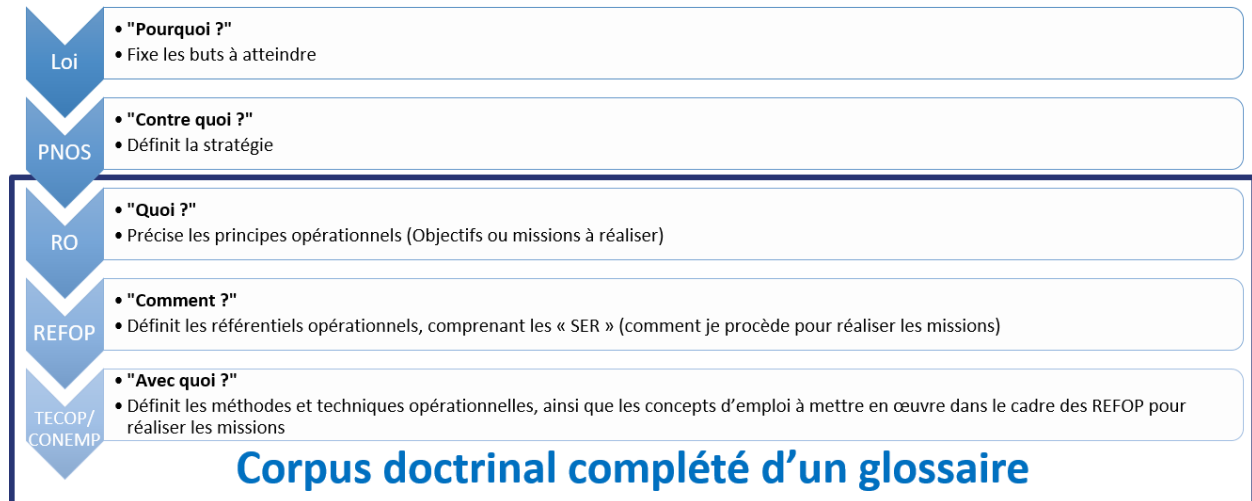 Loi
• "Pourquoi ?"
• Fixe les buts à atteindre
PNOS
• "Contre quoi ?"
• Définit la stratégie
RO
• "Quoi ?"
• Précise les principes opérationnels (Objectifs ou missions à réaliser)
REFOP
• "Comment ?"
• Définit les référentiels opérationnels, comprenant les « SER » (comment je procède pour réaliser les missions)
TECOP/
CONEMP
• "Avec quoi ?"
• Définit les méthodes et techniques opérationnelles, ainsi que les concepts d’emploi à mettre en œuvre dans le cadre des REFOP pour
réaliser les missions
Corpus doctrinal complété d’un glossaire